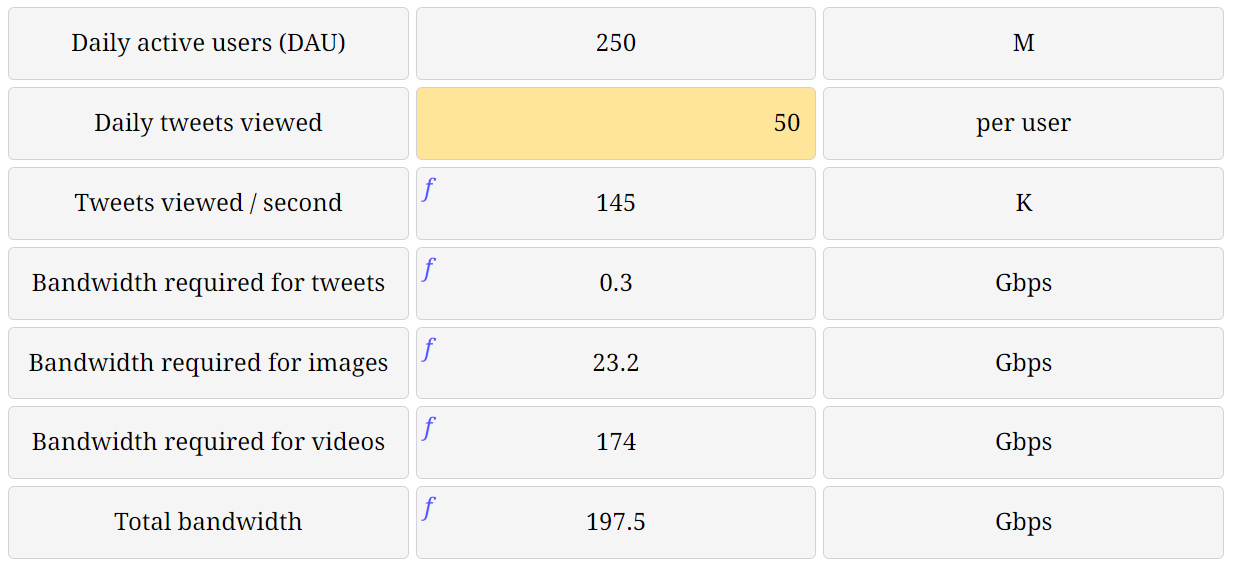 Daily active users (DAU) 250 M
Daily tweets viewed 50 per user
Tweets viewed / second f 145 K
Bandwidth required for tweets f 0.3 Gbps
Bandwidth required for images f 23.2 Gbps
Bandwidth required for videos f 174 Gbps
Total bandwidth f 197.5 Gbps